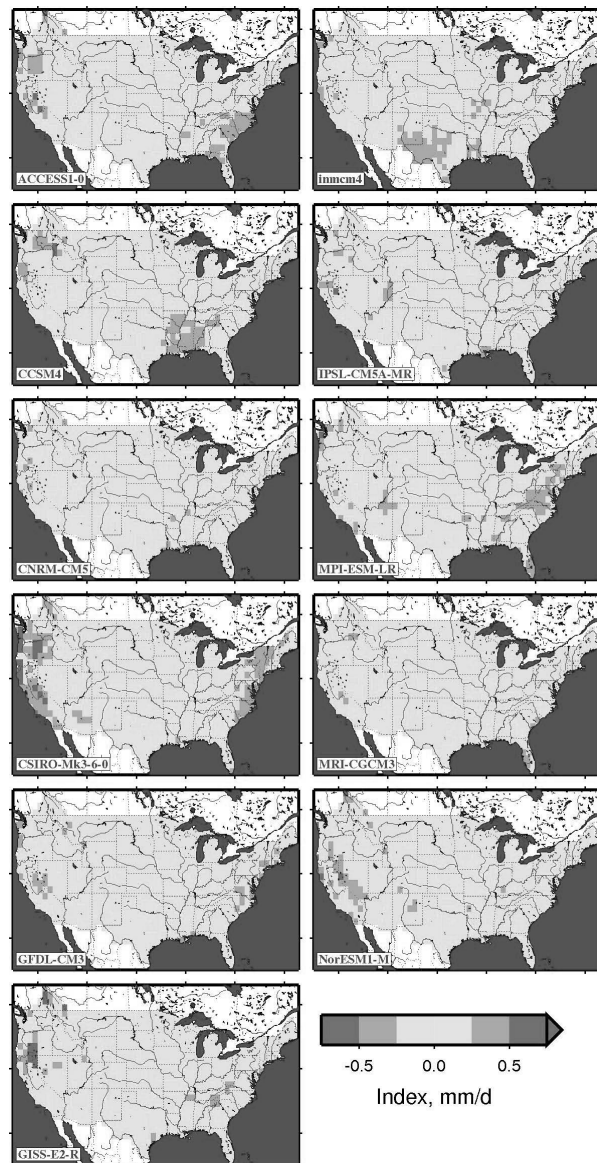 ACCESS1-0
inmcm4
CCSM4
IPSL-CM5A-MR
CNRM-CM5
MPI-ESM-LR
CSIRO-Mk3-6-0
MRI-CGCM3
GFDL-CM3
NorESM1-M
GISS-E2-R
-0.5 0.0 0.5
Index, mm/d